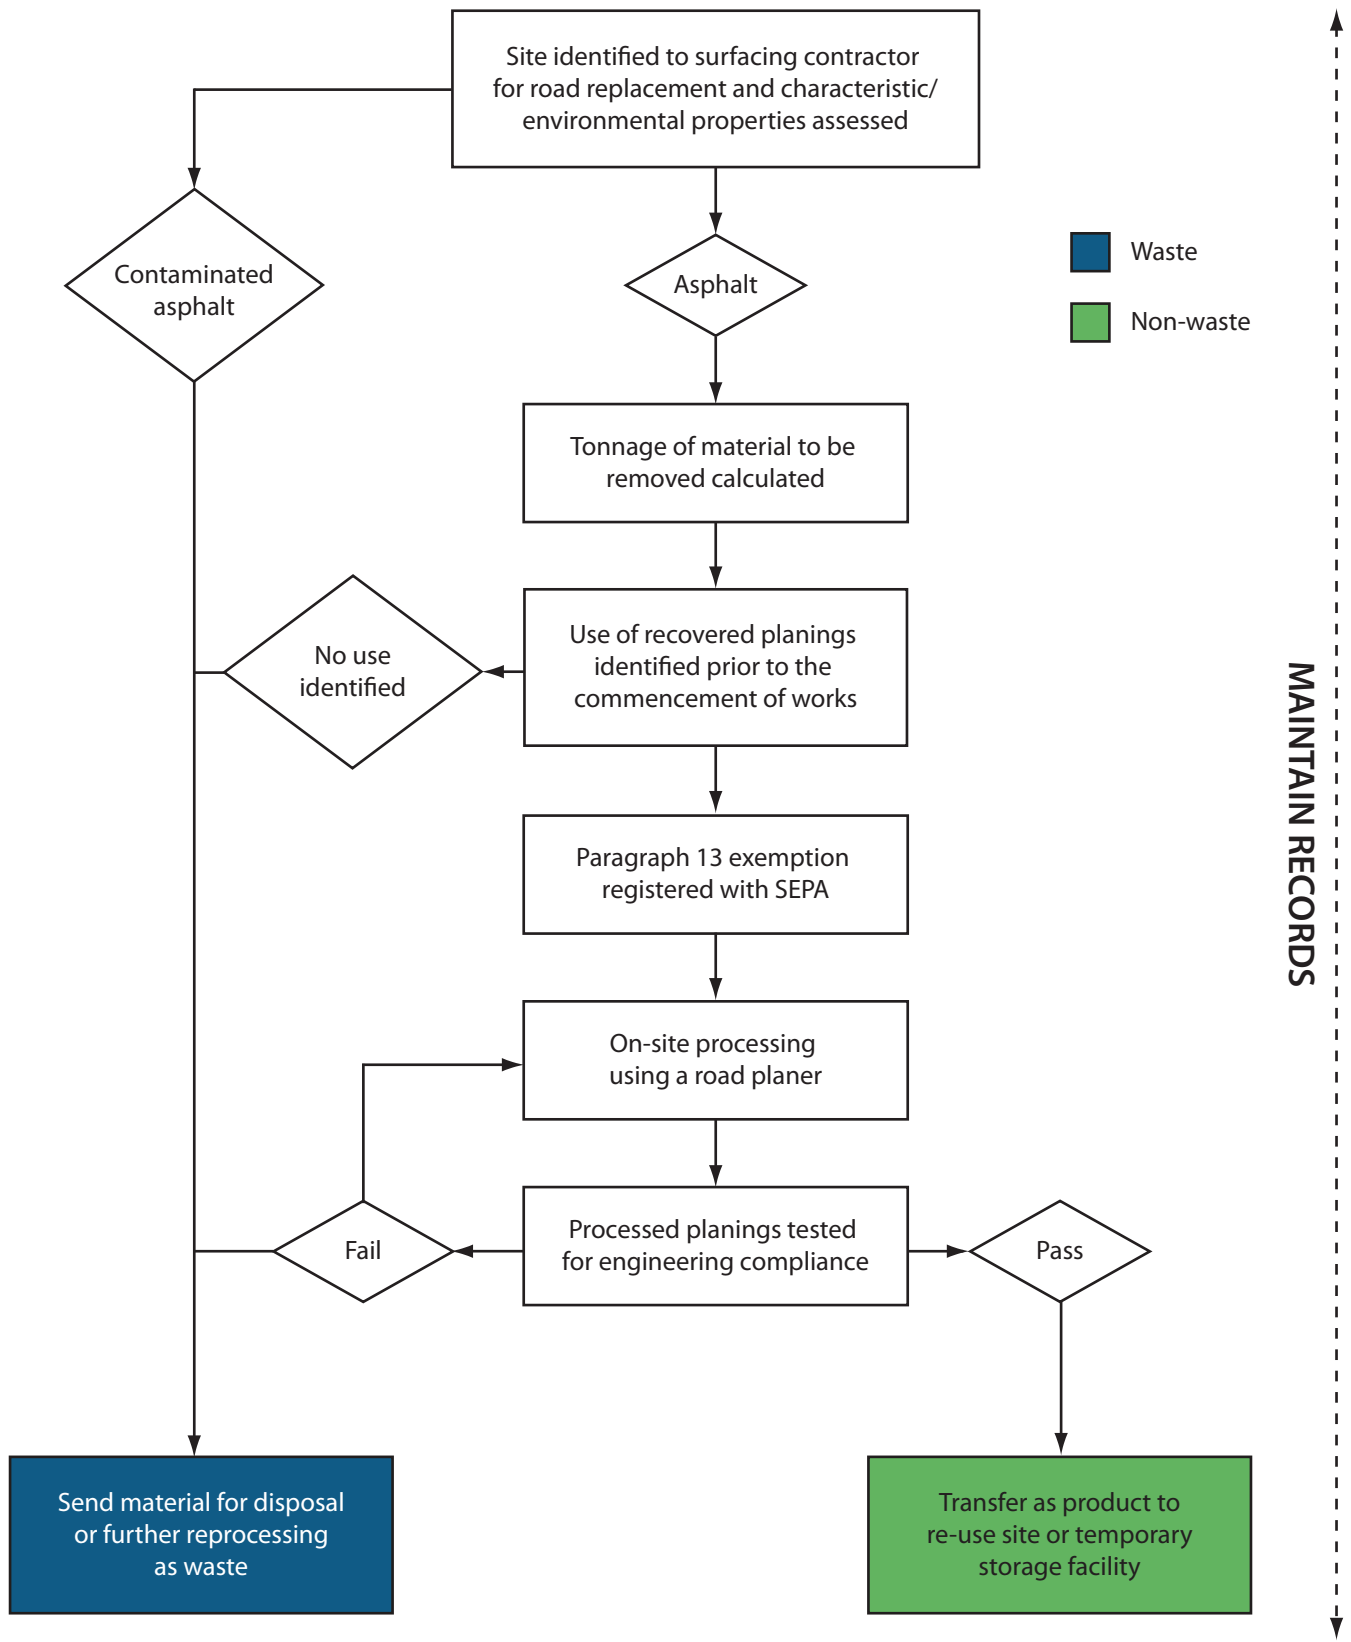 Site identified to surfacing contractor
for road replacement and characteristic/
environmental properties assessed
Contaminated
asphalt
Asphalt
Waste
Non-waste
Tonnage of material to be
removed calculated
No use
identified
Use of recovered planings
identified prior to the
commencement of works
MAINTAIN RECORDS
Paragraph 13 exemption
registered with SEPA
On-site processing
using a road planer
Fail
Processed planings tested
for engineering compliance
Pass
Send material for disposal
or further reprocessing
as waste
Transfer as product to
re-use site or temporary
storage facility